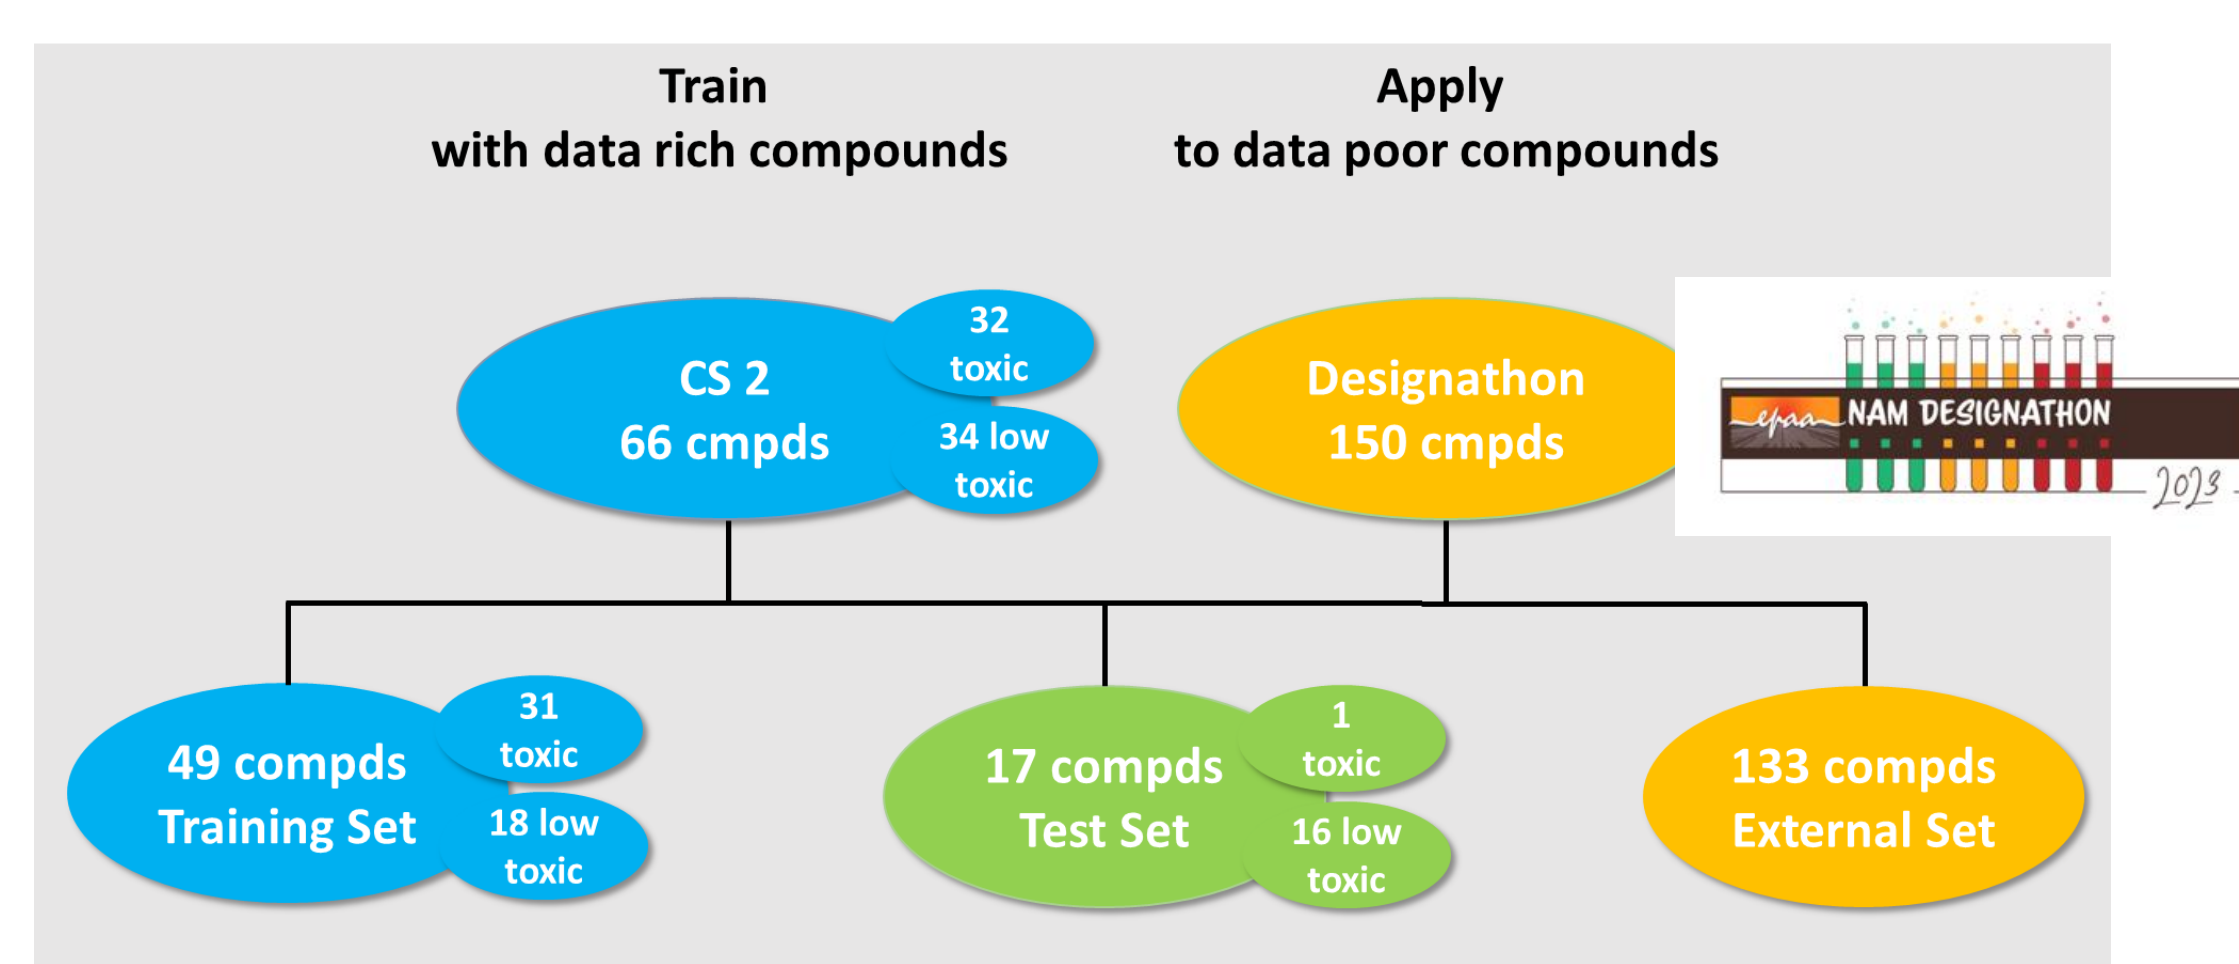 Train
with data rich compounds
Apply
to data poor compounds
CS 2
66 cmpds
32
toxic
34 low
toxic
Designathon
150 cmpds
epaa
NAM DESIGNATHON
2023
49 compds
Training Set
31
toxic
18 low
toxic
17 compds
Test Set
1
toxic
16 low
toxic
133 compds
External Set